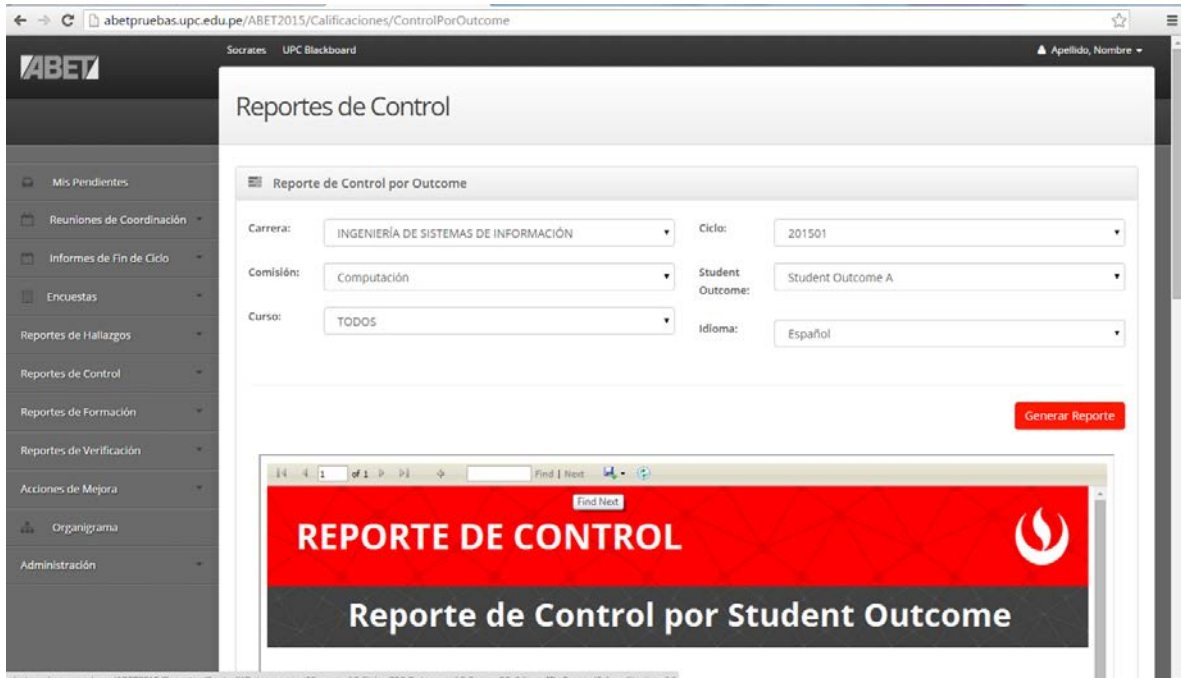 abetpruebas.upc.edu.pe/ABET2015/Calificaciones/ControlPorOutcome
ABET
Socrates UPC Blackboard
Apellido, Nombre
Reportes de Control
Mis Pendientes
Reuniones de Coordinación
Informes de Fin de Ciclo
Encuestas
Reportes de Hallazgos
Reportes de Control
Reportes de Formación
Reportes de Verificación
Acciones de Mejora
Organigrama
Administración
Reporte de Control por Outcome
Carrera: INGENIERÍA DE SISTEMAS DE INFORMACIÓN
Ciclo: 201501
Comisión: Computación
Student Outcome: Student Outcome A
Curso: TODOS
Idioma: Español
Generar Reporte
1 of 1 Find | Next
Find Next
REPORTE DE CONTROL
Reporte de Control por Student Outcome